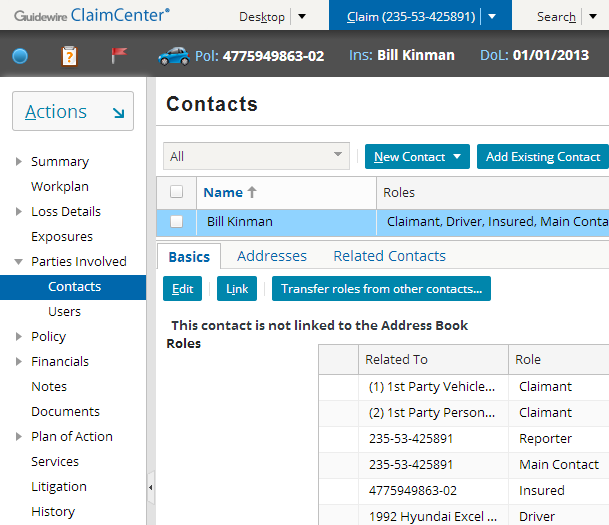 Guidewire ClaimCenter® Desktop Claim (235-53-425891) Search
? Pol: 4775949863-02 Ins: Bill Kinman DoL: 01/01/2013
Actions
Summary
Workplan
Loss Details
Exposures
Parties Involved
Contacts
Users
Policy
Financials
Notes
Documents
Plan of Action
Services
Litigation
History
Contacts
All New Contact Add Existing Contact
Name Roles
Bill Kinman Claimant, Driver, Insured, Main Conta
Basics Addresses Related Contacts
Edit Link Transfer roles from other contacts...
This contact is not linked to the Address Book
Roles
Related To Role
(1) 1st Party Vehicle... Claimant
(2) 1st Party Person... Claimant
235-53-425891 Reporter
235-53-425891 Main Contact
4775949863-02 Insured
1992 Hyundai Excel ... Driver